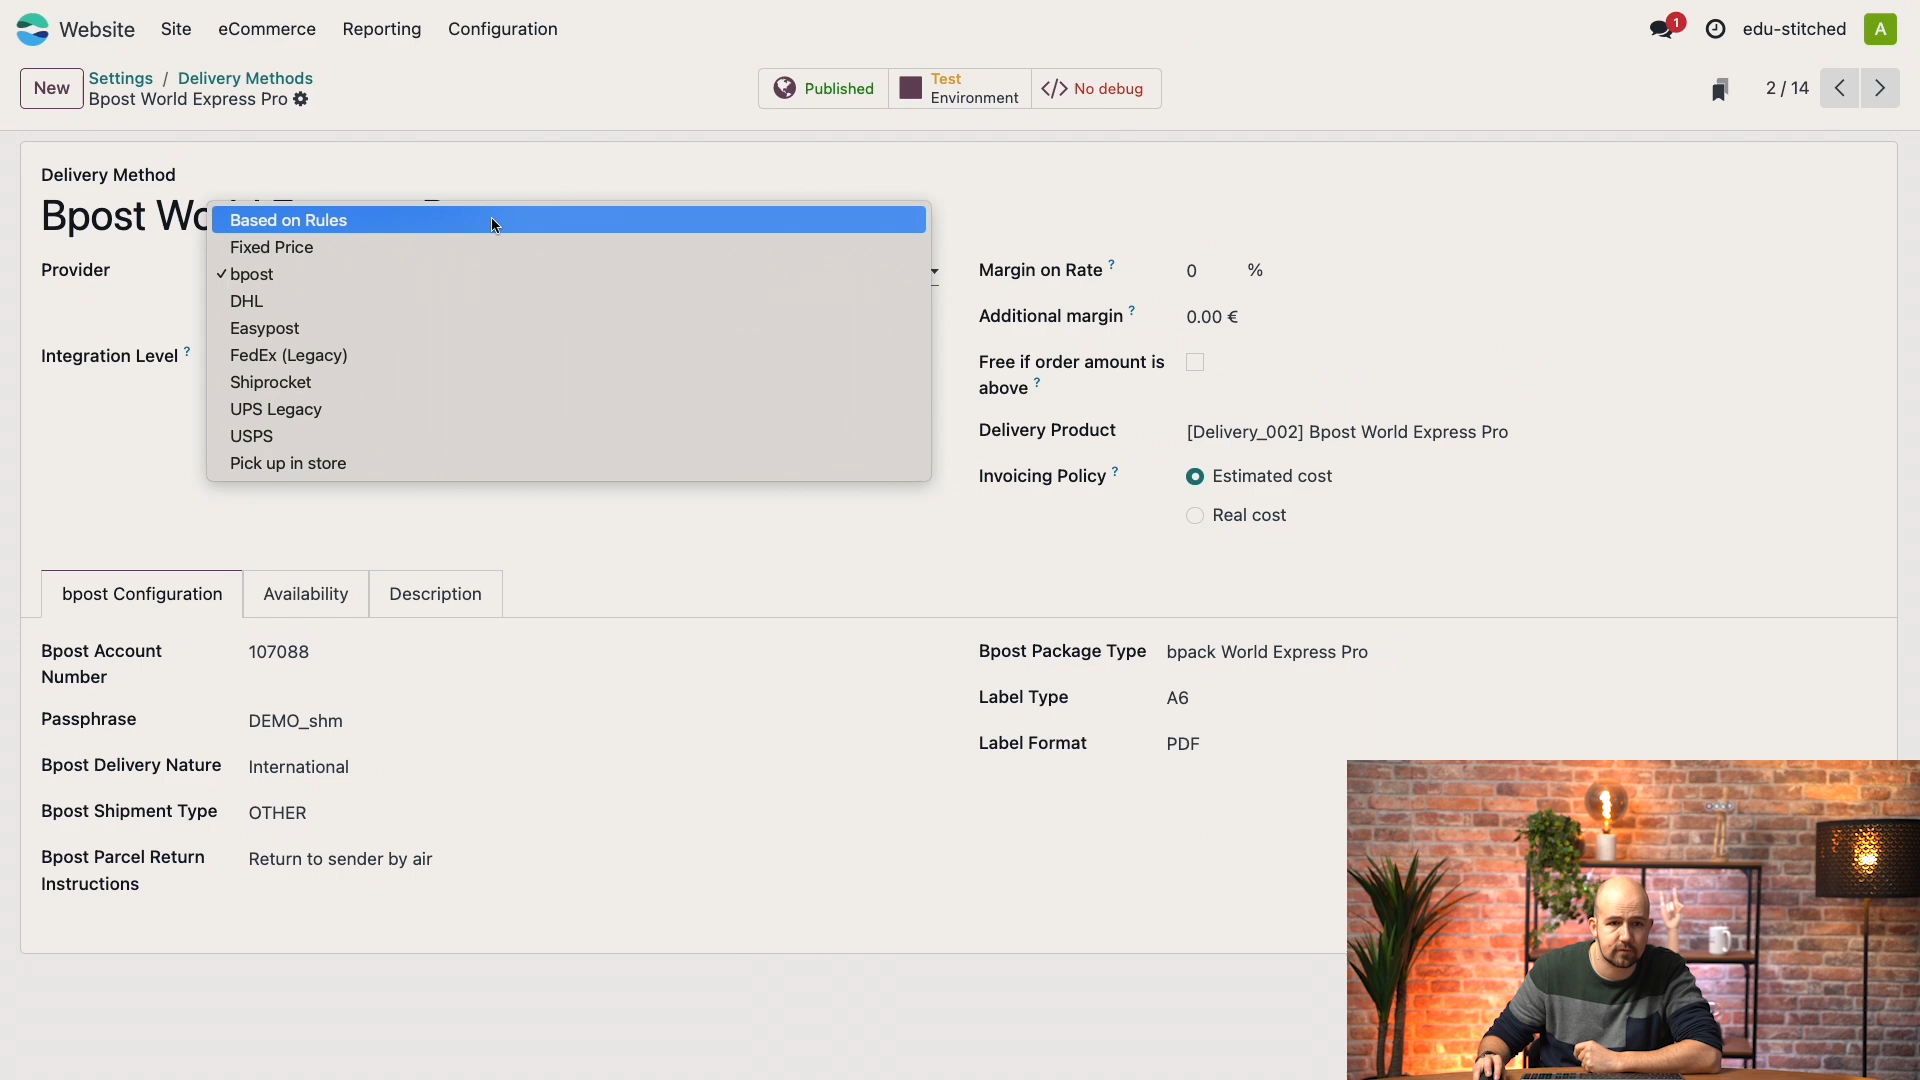 Website
Site
eCommerce
Reporting
Configuration
1
edu-stitched
A
New
Settings / Delivery Methods
Bpost World Express Pro
Published
Test
Environment
</> No debug
2 / 14
Delivery Method
Bpost Wo
Based on Rules
Fixed Price
✓ bpost
DHL
Easypost
FedEx (Legacy)
Shiprocket
UPS Legacy
USPS
Pick up in store
Provider
Integration Level ?
Margin on Rate ? 0 %
Additional margin ? 0.00 €
Free if order amount is
above ?
Delivery Product [Delivery_002] Bpost World Express Pro
Invoicing Policy ? Estimated cost
Real cost
bpost Configuration
Availability
Description
Bpost Account
Number
107088
Passphrase DEMO_shm
Bpost Delivery Nature International
Bpost Shipment Type OTHER
Bpost Parcel Return
Instructions
Return to sender by air
Bpost Package Type bpack World Express Pro
Label Type A6
Label Format PDF